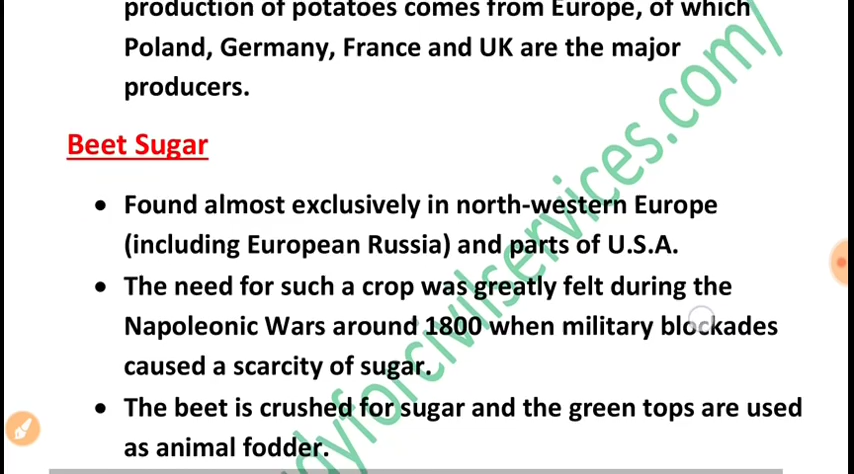 production of potatoes comes from Europe, of which
Poland, Germany, France and UK are the major
producers.
Beet Sugar
• Found almost exclusively in north-western Europe
(including European Russia) and parts of U.S.A.
• The need for such a crop was greatly felt during the
Napoleonic Wars around 1800 when military blockades
caused a scarcity of sugar.
• The beet is crushed for sugar and the green tops are used
as animal fodder.
dyforcivilservices.com/